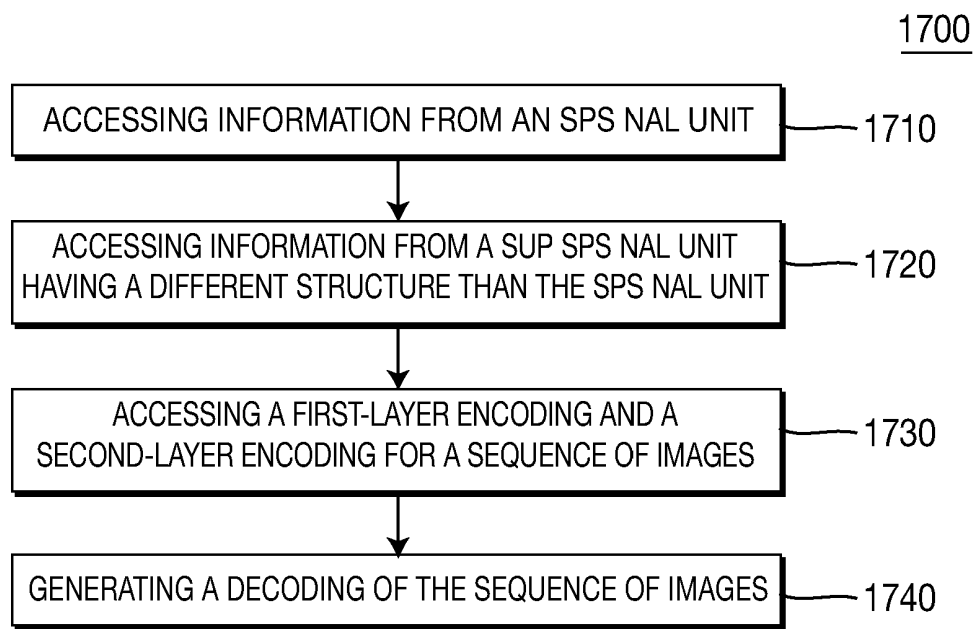 1700
ACCESSING INFORMATION FROM AN SPS NAL UNIT
1710
ACCESSING INFORMATION FROM A SUP SPS NAL UNIT
HAVING A DIFFERENT STRUCTURE THAN THE SPS NAL UNIT
1720
ACCESSING A FIRST-LAYER ENCODING AND A
SECOND-LAYER ENCODING FOR A SEQUENCE OF IMAGES
1730
GENERATING A DECODING OF THE SEQUENCE OF IMAGES
1740